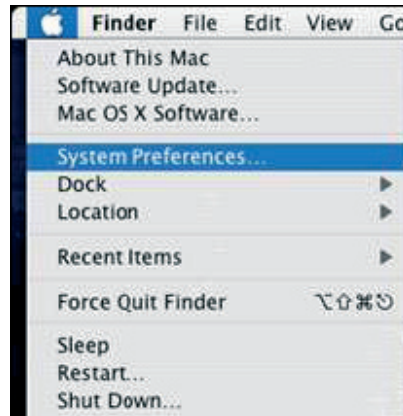 Finder File Edit View Go
About This Mac
Software Update...
Mac OS X Software...
System Preferences...
Dock
Location
Recent Items
Force Quit Finder ⌥⇧⌘⎋
Sleep
Restart...
Shut Down...